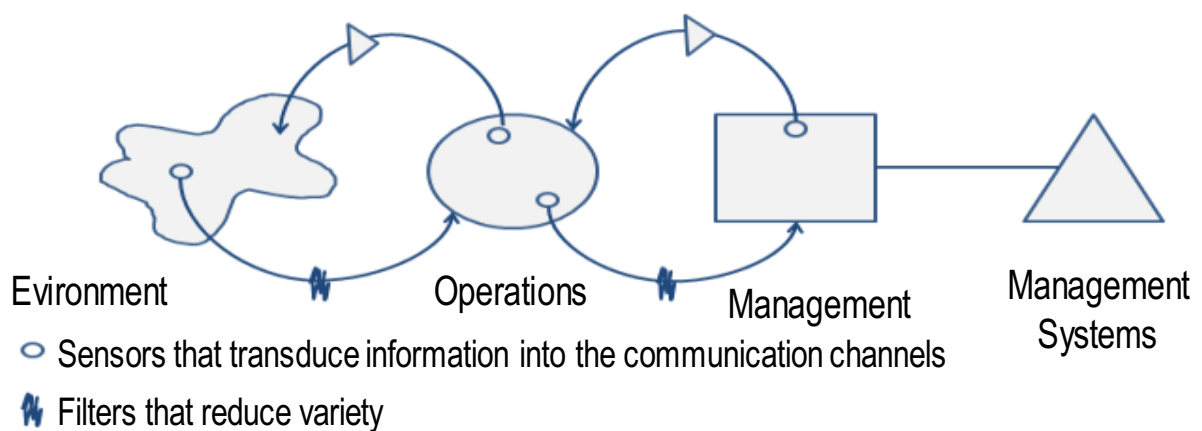 Evironment
Operations
Management
Management
Systems
Sensors that transduce information into the communication channels
Filters that reduce variety